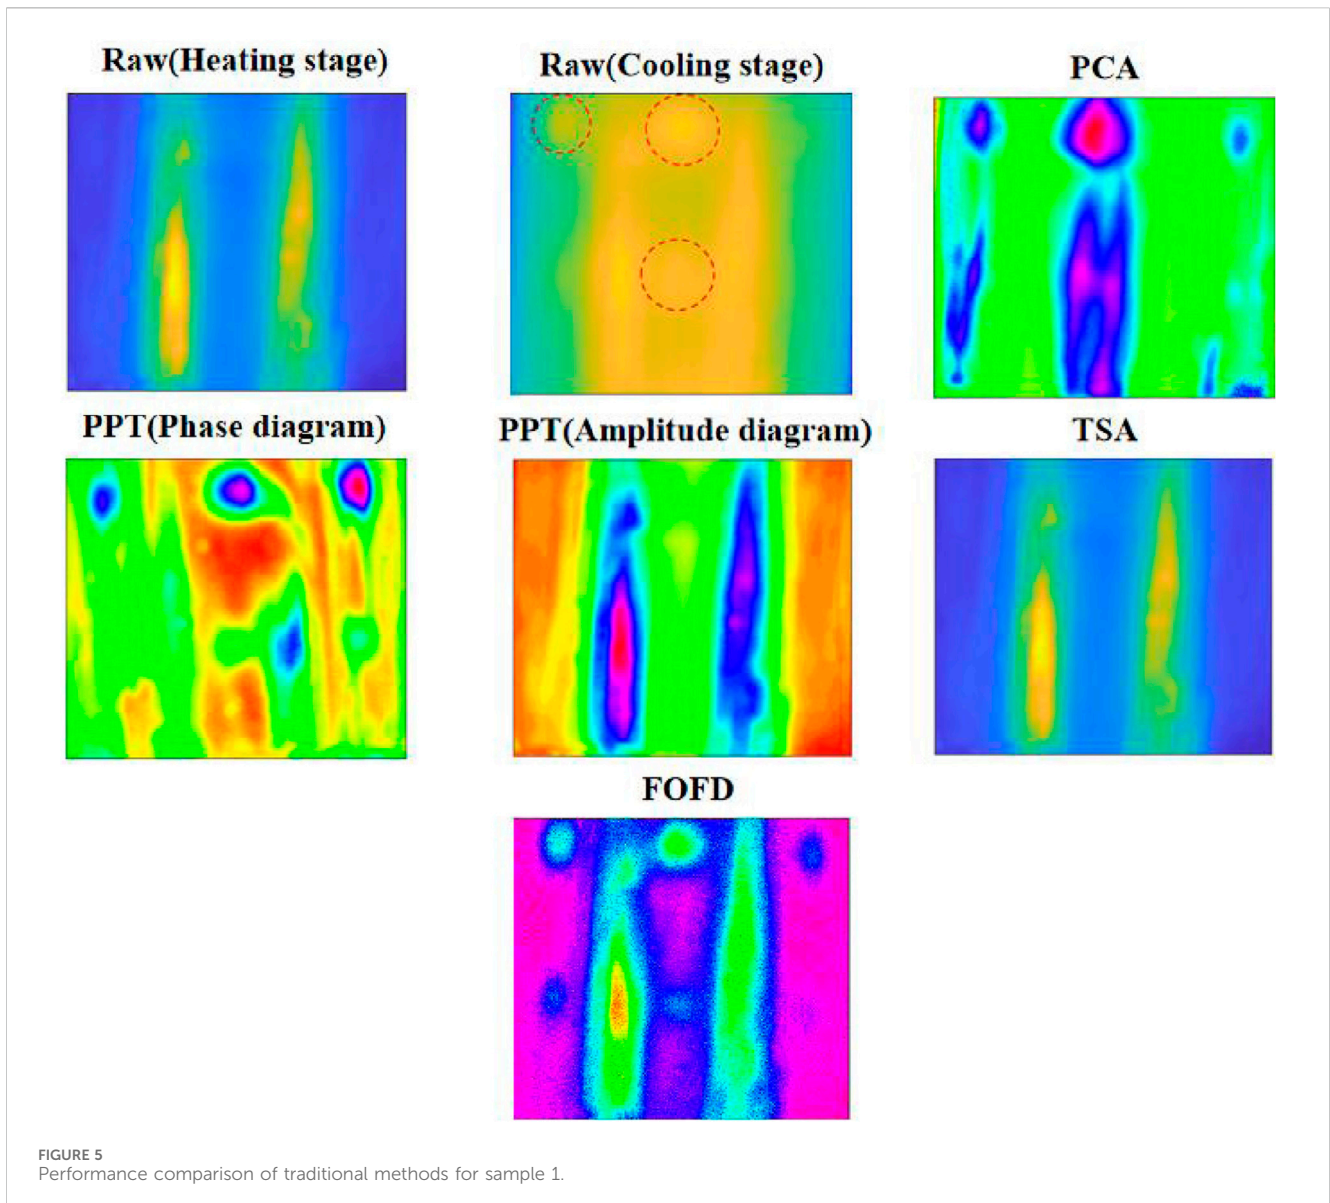 Raw(Heating stage)
Raw(Cooling stage)
PCA
PPT(Phase diagram)
PPT(Amplitude diagram)
TSA
FOFD
FIGURE 5
Performance comparison of traditional methods for sample 1.